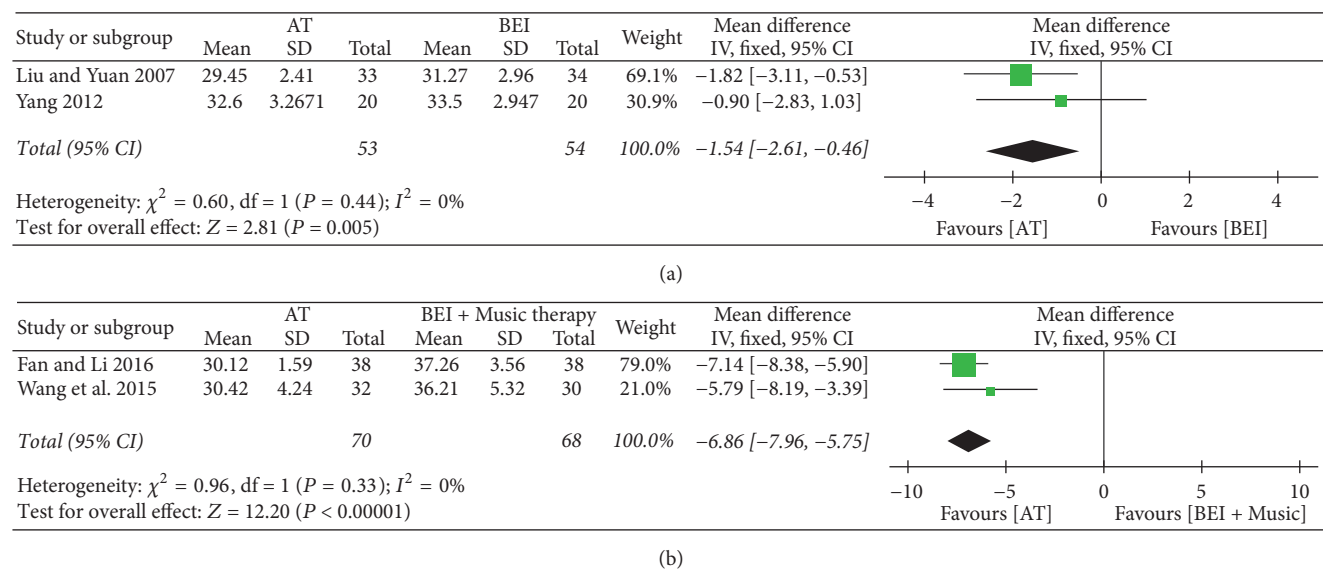 Study or subgroup AT BEI Weight Mean difference Mean difference
Mean SD Total Mean SD Total IV, fixed, 95% CI IV, fixed, 95% CI
Liu and Yuan 2007 29.45 2.41 33 31.27 2.96 34 69.1% −1.82 [−3.11, −0.53]
Yang 2012 32.6 3.2671 20 33.5 2.947 20 30.9% −0.90 [−2.83, 1.03]
Total (95% CI) 53 54 100.0% −1.54 [−2.61, −0.46]
Heterogeneity: χ² = 0.60, df = 1 (P = 0.44); I² = 0%
Test for overall effect: Z = 2.81 (P = 0.005)
−4 −2 0 2 4
Favours [AT] Favours [BEI]
(a)
Study or subgroup AT BEI + Music therapy Weight Mean difference Mean difference
Mean SD Total Mean SD Total IV, fixed, 95% CI IV, fixed, 95% CI
Fan and Li 2016 30.12 1.59 38 37.26 3.56 38 79.0% −7.14 [−8.38, −5.90]
Wang et al. 2015 30.42 4.24 32 36.21 5.32 30 21.0% −5.79 [−8.19, −3.39]
Total (95% CI) 70 68 100.0% −6.86 [−7.96, −5.75]
Heterogeneity: χ² = 0.96, df = 1 (P = 0.33); I² = 0%
Test for overall effect: Z = 12.20 (P < 0.00001)
−10 −5 0 5 10
Favours [AT] Favours [BEI + Music]
(b)